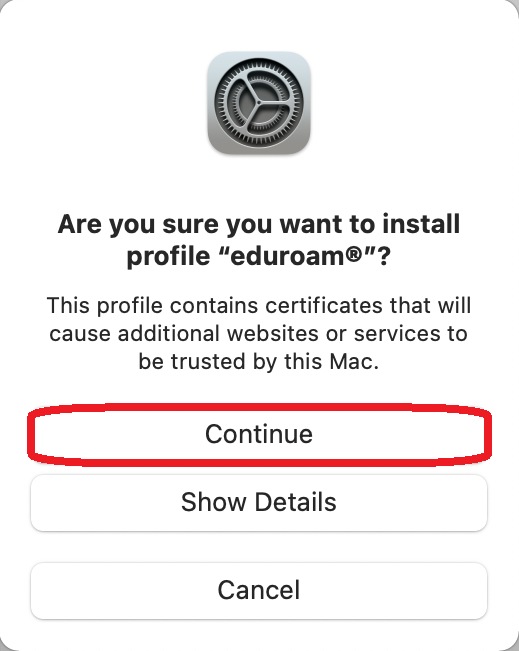 Are you sure you want to install
profile “eduroam®”?
This profile contains certificates that will
cause additional websites or services to
be trusted by this Mac.
Continue
Show Details
Cancel